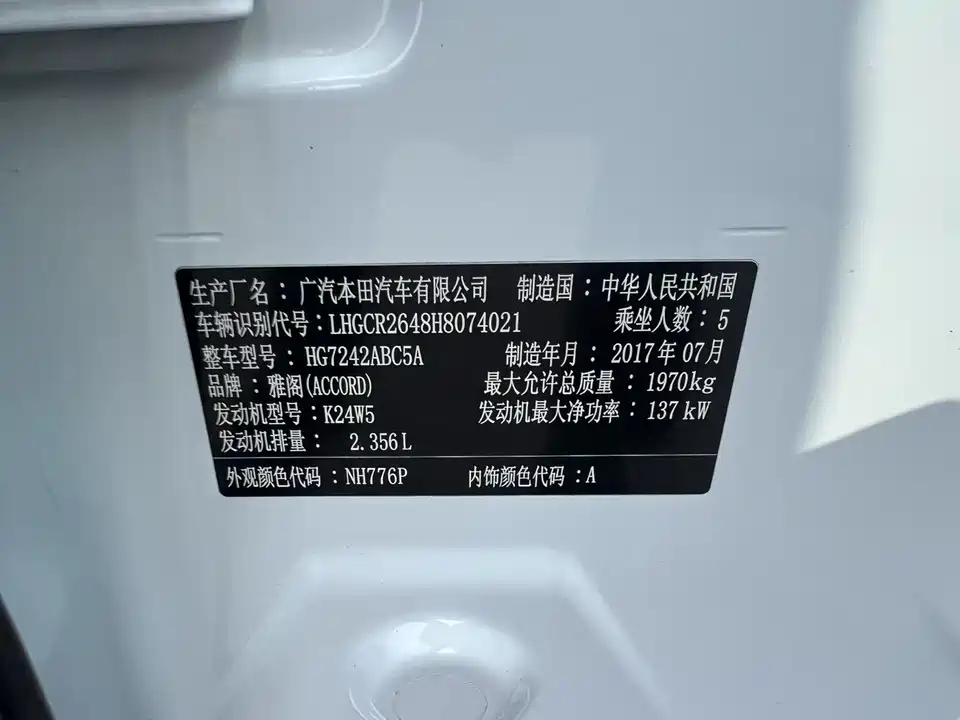 生产厂名：广汽本田汽车有限公司 制造国：中华人民共和国
车辆识别代号：LHGCR2648H8074021 乘坐人数：5
整车型号：HG7242ABC5A 制造年月：2017年07月
品牌：雅阁(ACCORD) 最大允许总质量：1970kg
发动机型号：K24W5 发动机最大净功率：137kW
发动机排量： 2.356L
外观颜色代码：NH776P 内饰颜色代码：A